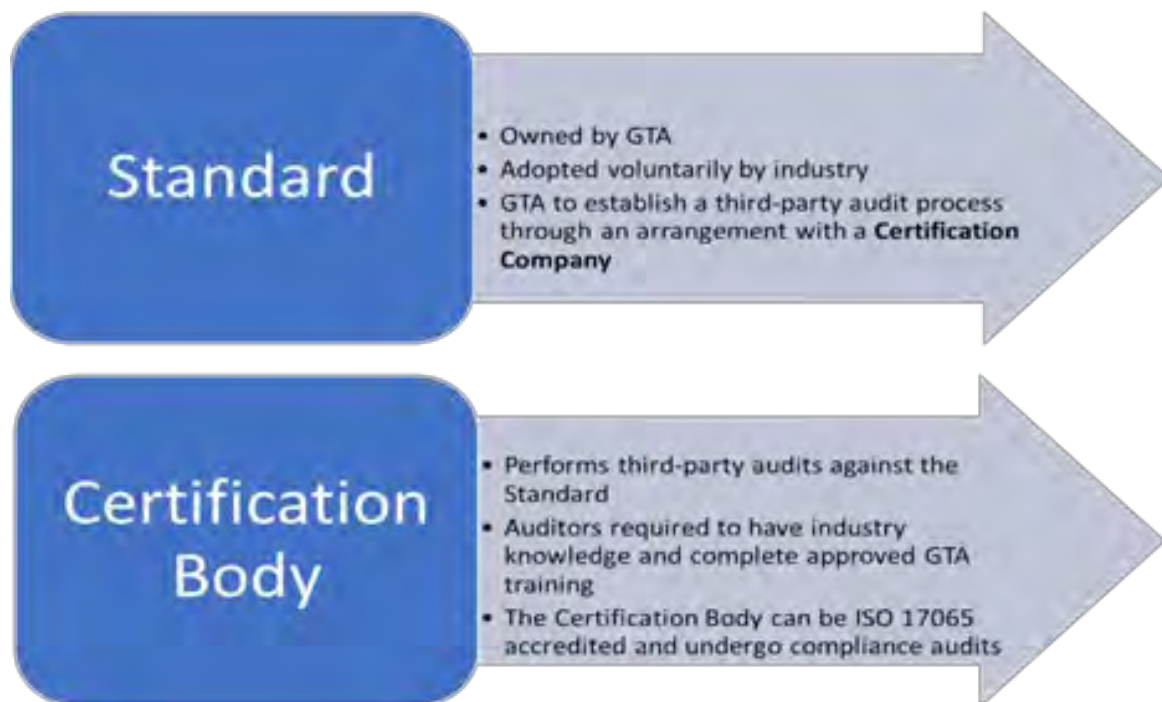 Standard
• Owned by GTA
• Adopted voluntarily by industry
• GTA to establish a third-party audit process
through an arrangement with a Certification
Company
Certification
Body
• Performs third-party audits against the
Standard
• Auditors required to have industry
knowledge and complete approved GTA
training
• The Certification Body can be ISO 17065
accredited and undergo compliance audits